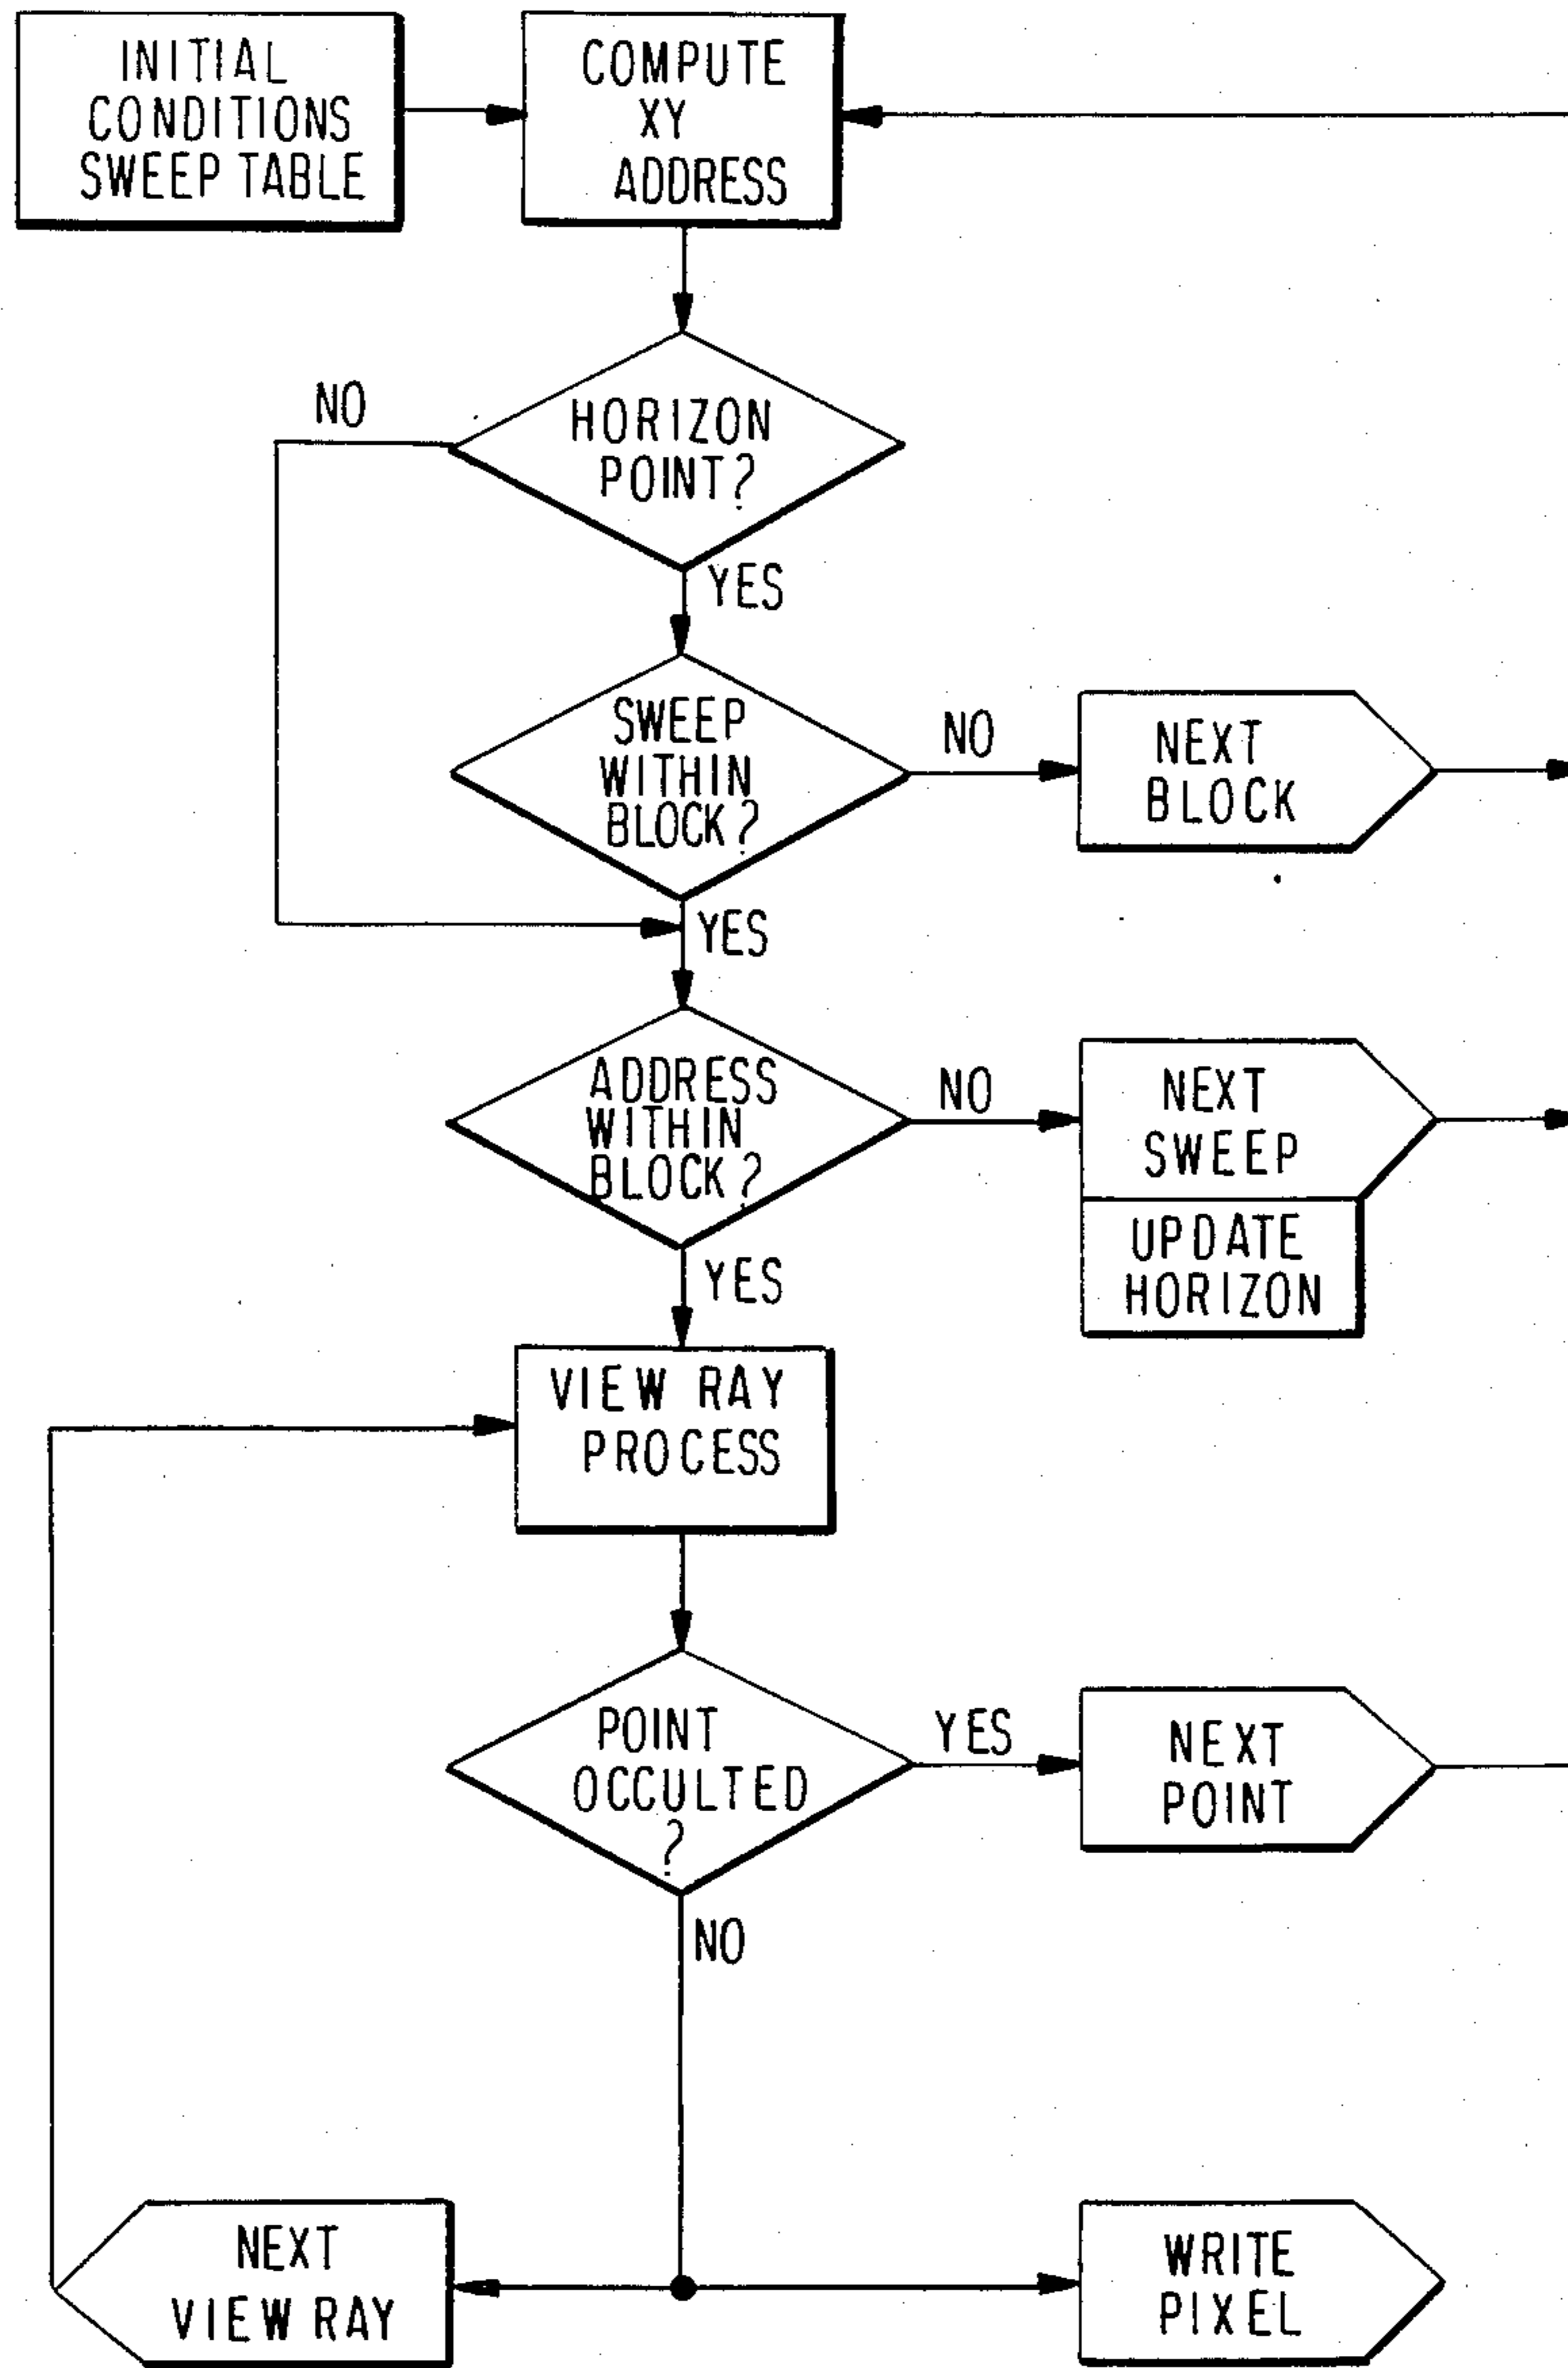 INITIAL
CONDITIONS
SWEEP TABLE
COMPUTE
XY
ADDRESS
NO
HORIZON
POINT?
YES
SWEEP
WITHIN
BLOCK?
NO
NEXT
BLOCK
YES
ADDRESS
WITHIN
BLOCK?
NO
NEXT
SWEEP
UPDATE
HORIZON
YES
VIEW RAY
PROCESS
POINT
OCCULTED
?
YES
NEXT
POINT
NO
NEXT
VIEW RAY
WRITE
PIXEL